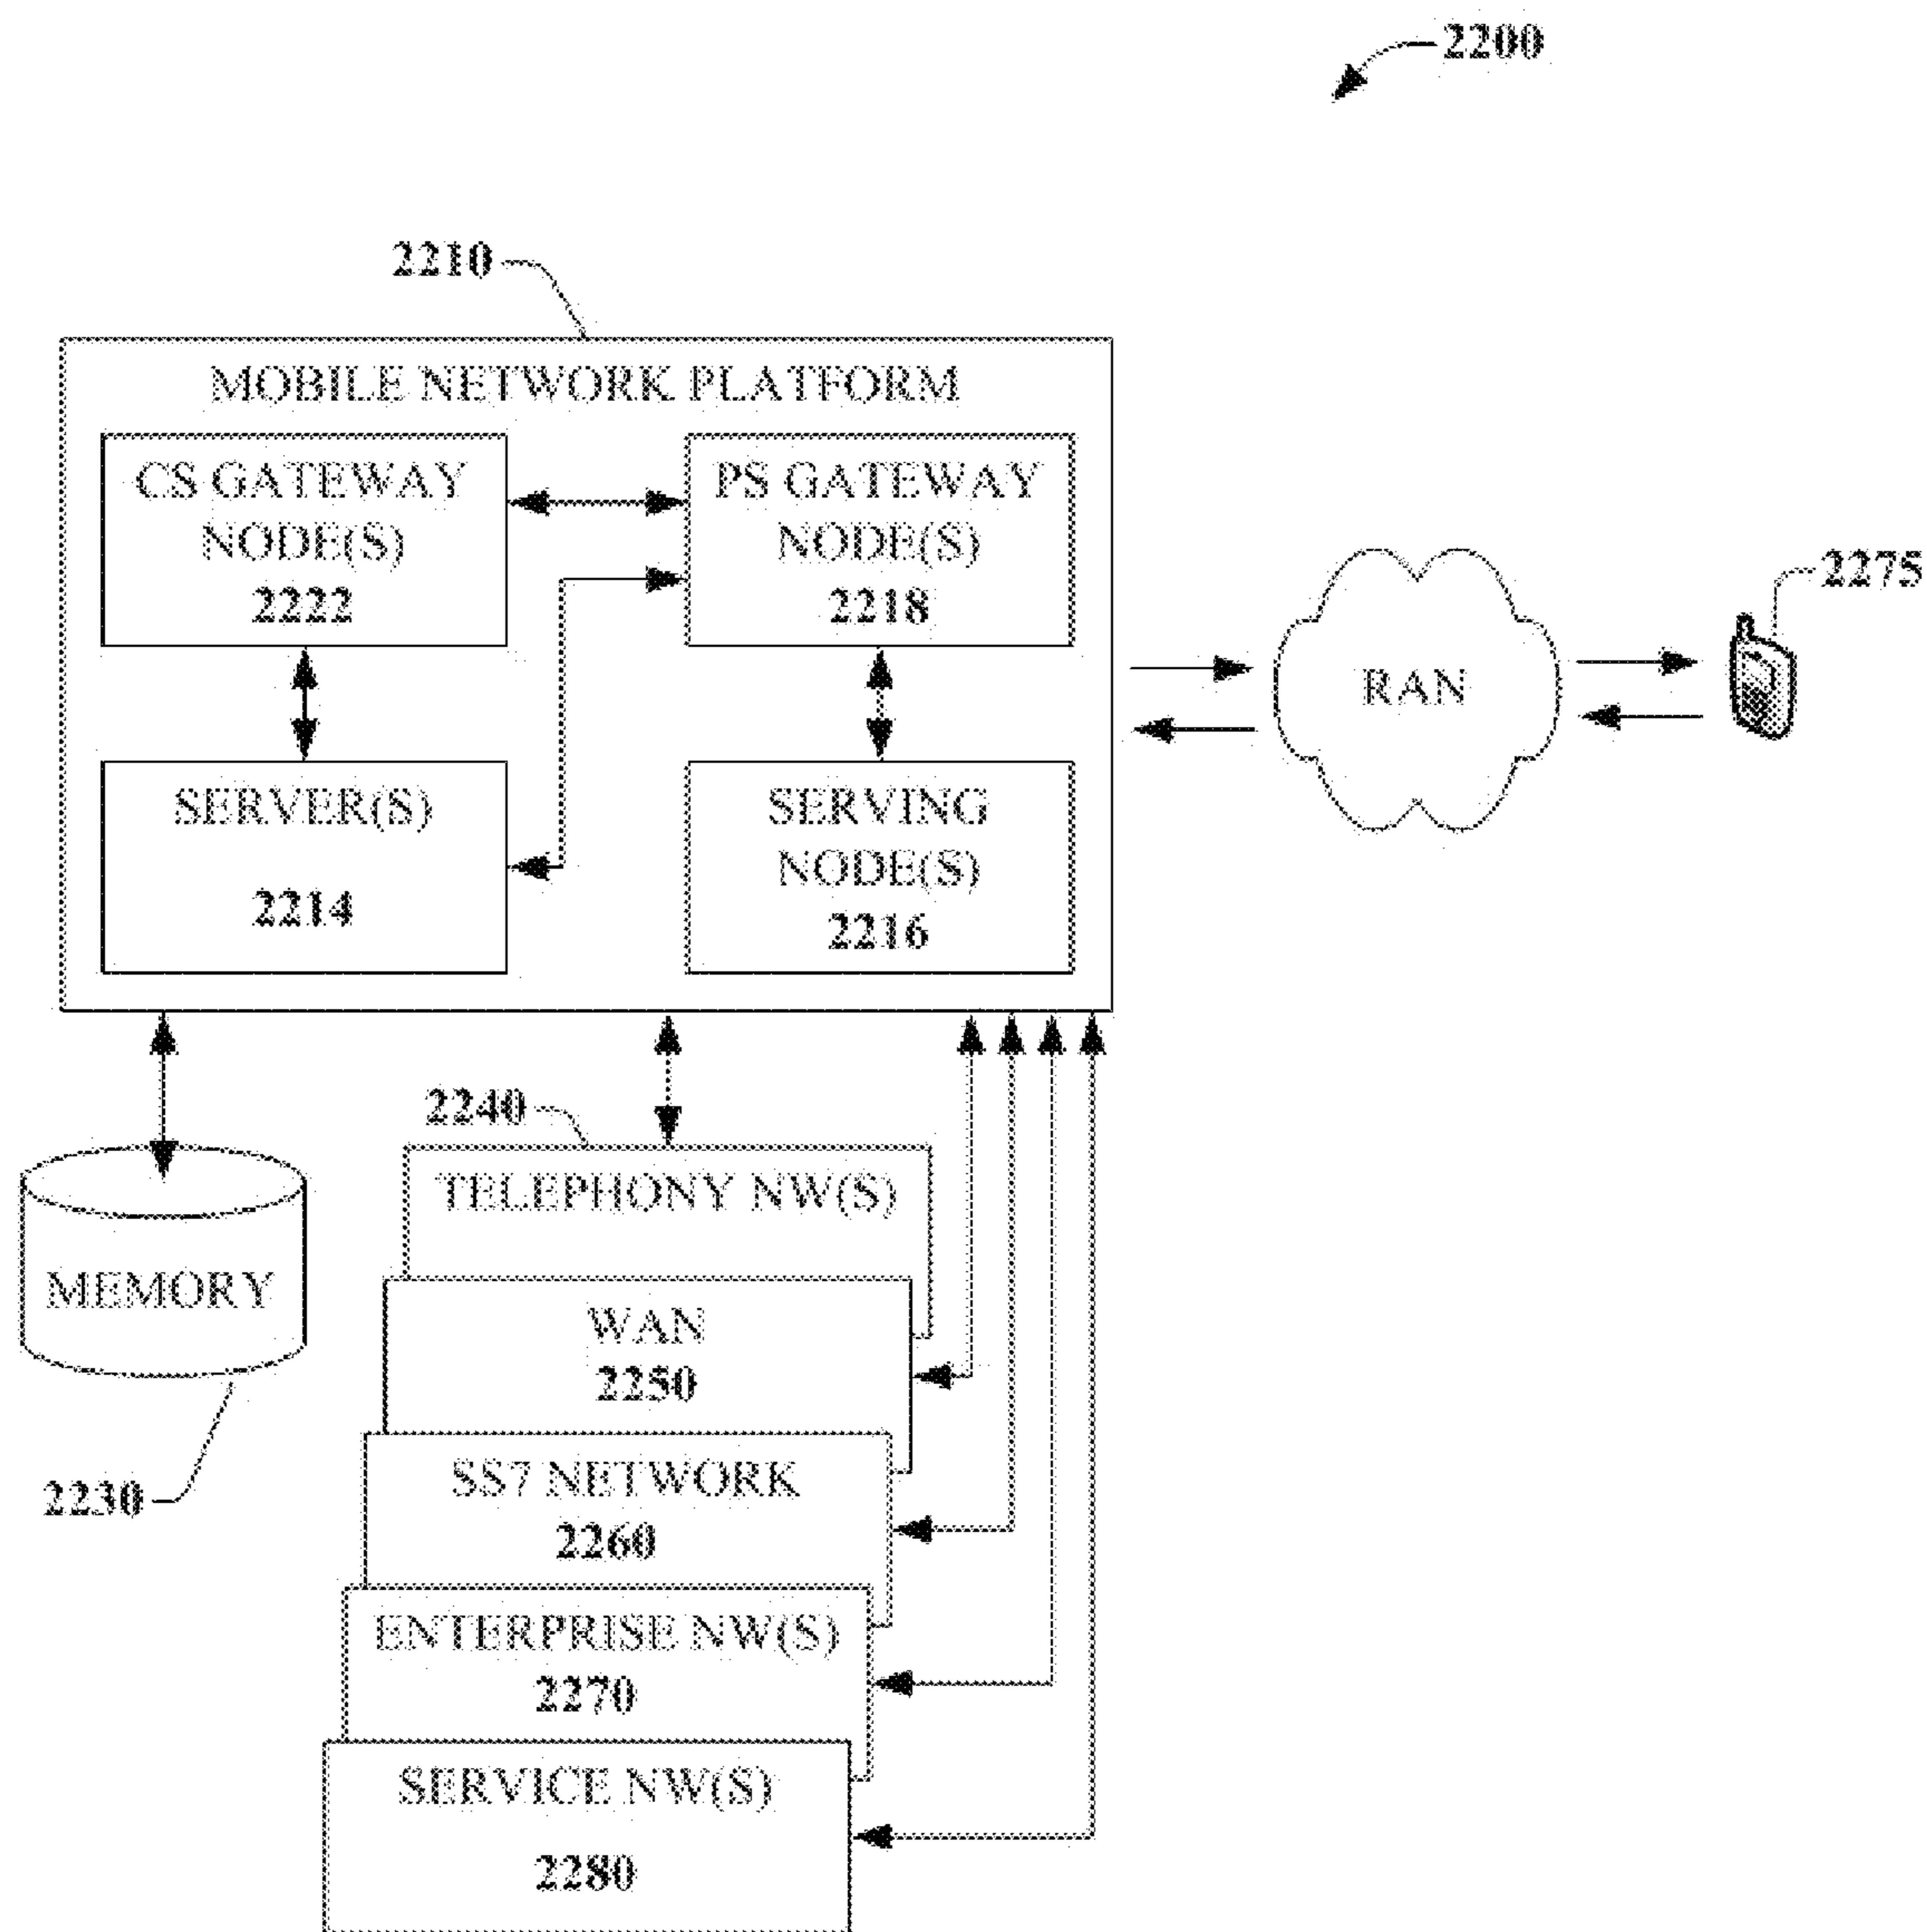 2200
2210
MOBILE NETWORK PLATFORM
CS GATEWAY
NODE(S)
2222
PS GATEWAY
NODE(S)
2218
SERVER(S)
2214
SERVING
NODE(S)
2216
RAN
2275
2240
TELEPHONY NW(S)
MEMORY
2230
WAN
2250
SS7 NETWORK
2260
ENTERPRISE NW(S)
2270
SERVICE NW(S)
2280